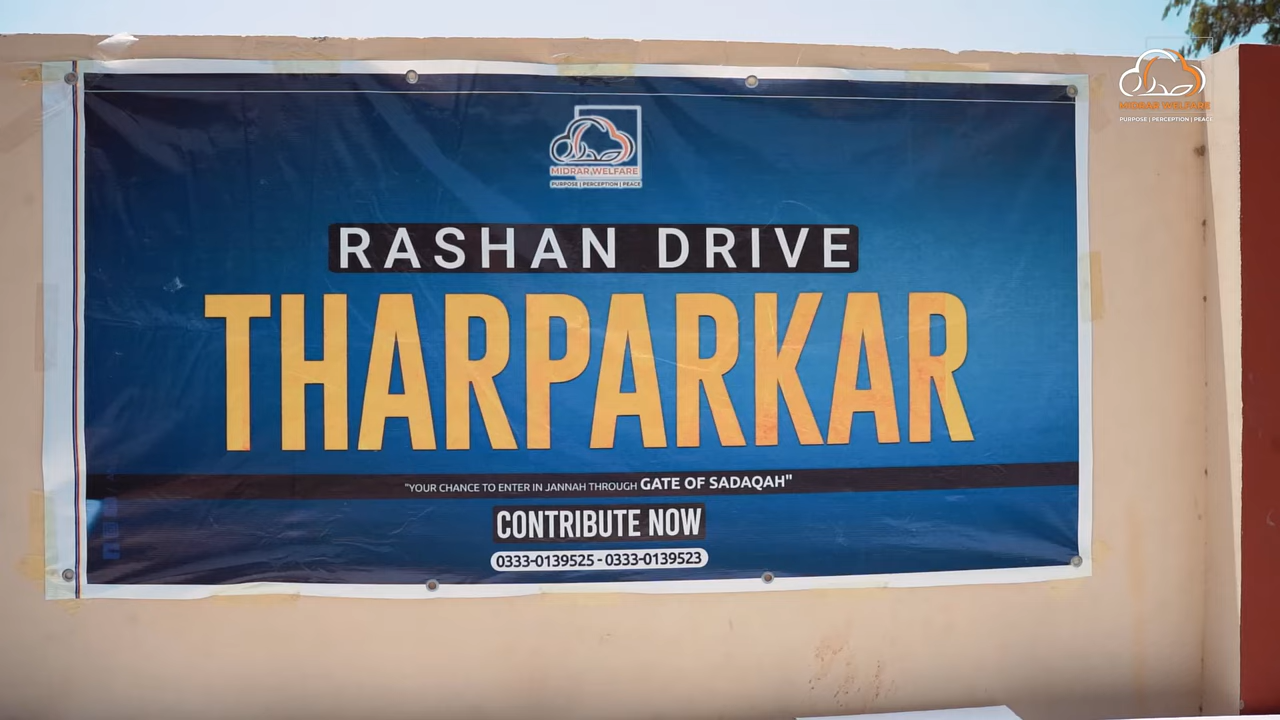 MIDRAR WELFARE
PURPOSE | PERCEPTION | PEACE
MIDRAR WELFARE
PURPOSE | PERCEPTION | PEACE
RASHAN DRIVE
THARPARKAR
"YOUR CHANCE TO ENTER IN JANNAH THROUGH GATE OF SADAQAH"
CONTRIBUTE NOW
0333-0139525 - 0333-0139523